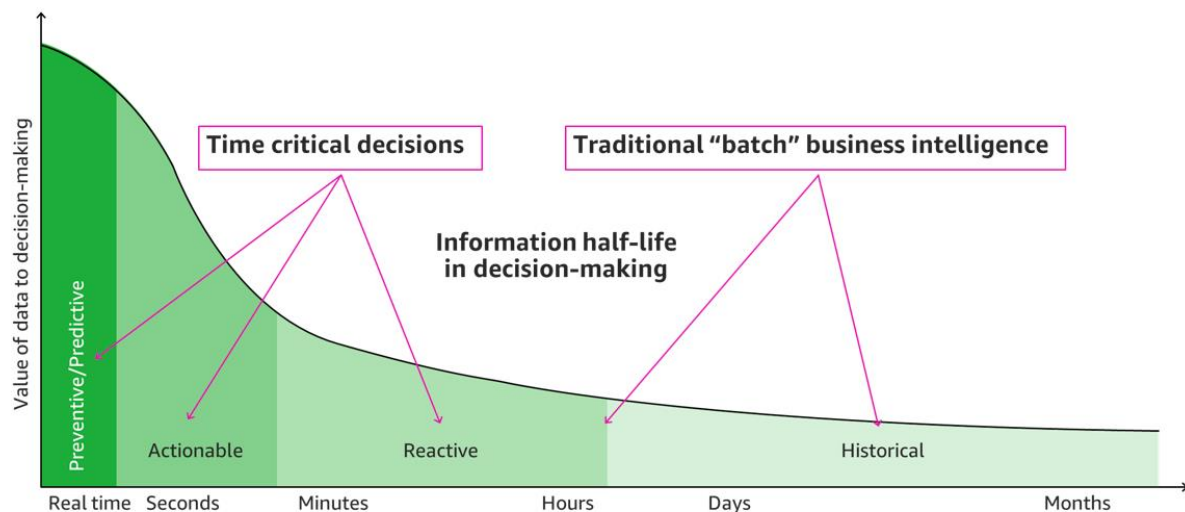 Value of data to decision-making
Time critical decisions
Traditional “batch” business intelligence
Information half-life
in decision-making
Preventive/Predictive
Actionable
Reactive
Historical
Real time
Seconds
Minutes
Hours
Days
Months